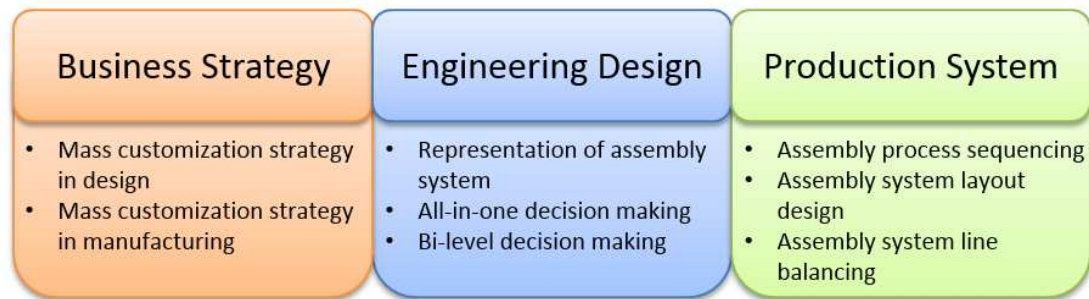 Business Strategy
• Mass customization strategy
in design
• Mass customization strategy
in manufacturing
Engineering Design
• Representation of assembly
system
• All-in-one decision making
• Bi-level decision making
Production System
• Assembly process sequencing
• Assembly system layout
design
• Assembly system line
balancing